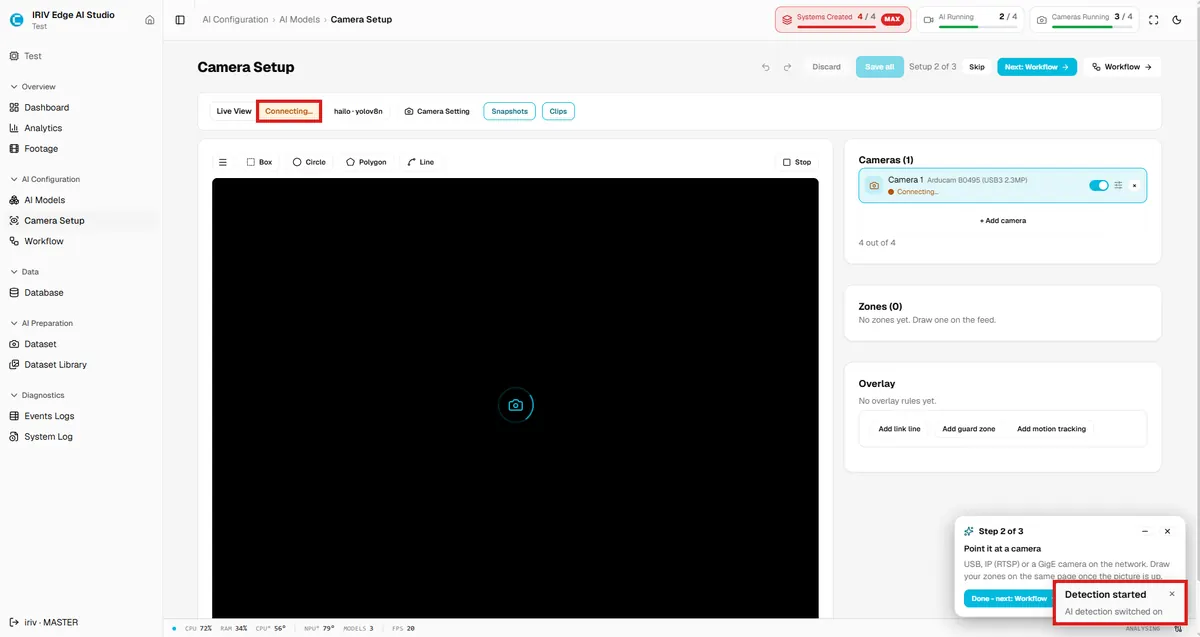 IRIV Edge AI Studio
Test
AI Configuration › AI Models › Camera Setup
Systems Created 4 / 4 MAX
AI Running 2 / 4
Cameras Running 3 / 4
Test
Overview
Dashboard
Analytics
Footage
AI Configuration
AI Models
Camera Setup
Workflow
Data
Database
AI Preparation
Dataset
Dataset Library
Diagnostics
Events Logs
System Log
iriv · MASTER
Camera Setup
Discard
Save all
Setup 2 of 3
Skip
Next: Workflow →
Workflow →
Live View
Connecting...
hailo · yolov8n
Camera Setting
Snapshots
Clips
Box
Circle
Polygon
Line
Stop
Cameras (1)
Camera 1 Arducam B0495 (USB3 2.3MP)
Connecting...
+ Add camera
4 out of 4
Zones (0)
No zones yet. Draw one on the feed.
Overlay
No overlay rules yet.
Add link line
Add guard zone
Add motion tracking
Step 2 of 3
Point it at a camera
USB, IP (RTSP) or a GigE camera on the network. Draw
your zones on the same page once the picture is up.
Done - next: Workflow
Detection started
AI detection switched on
CPU 72% RAM 34% CPU° 56° NPU° 79° MODELS 3 FPS 20
ANALYSING